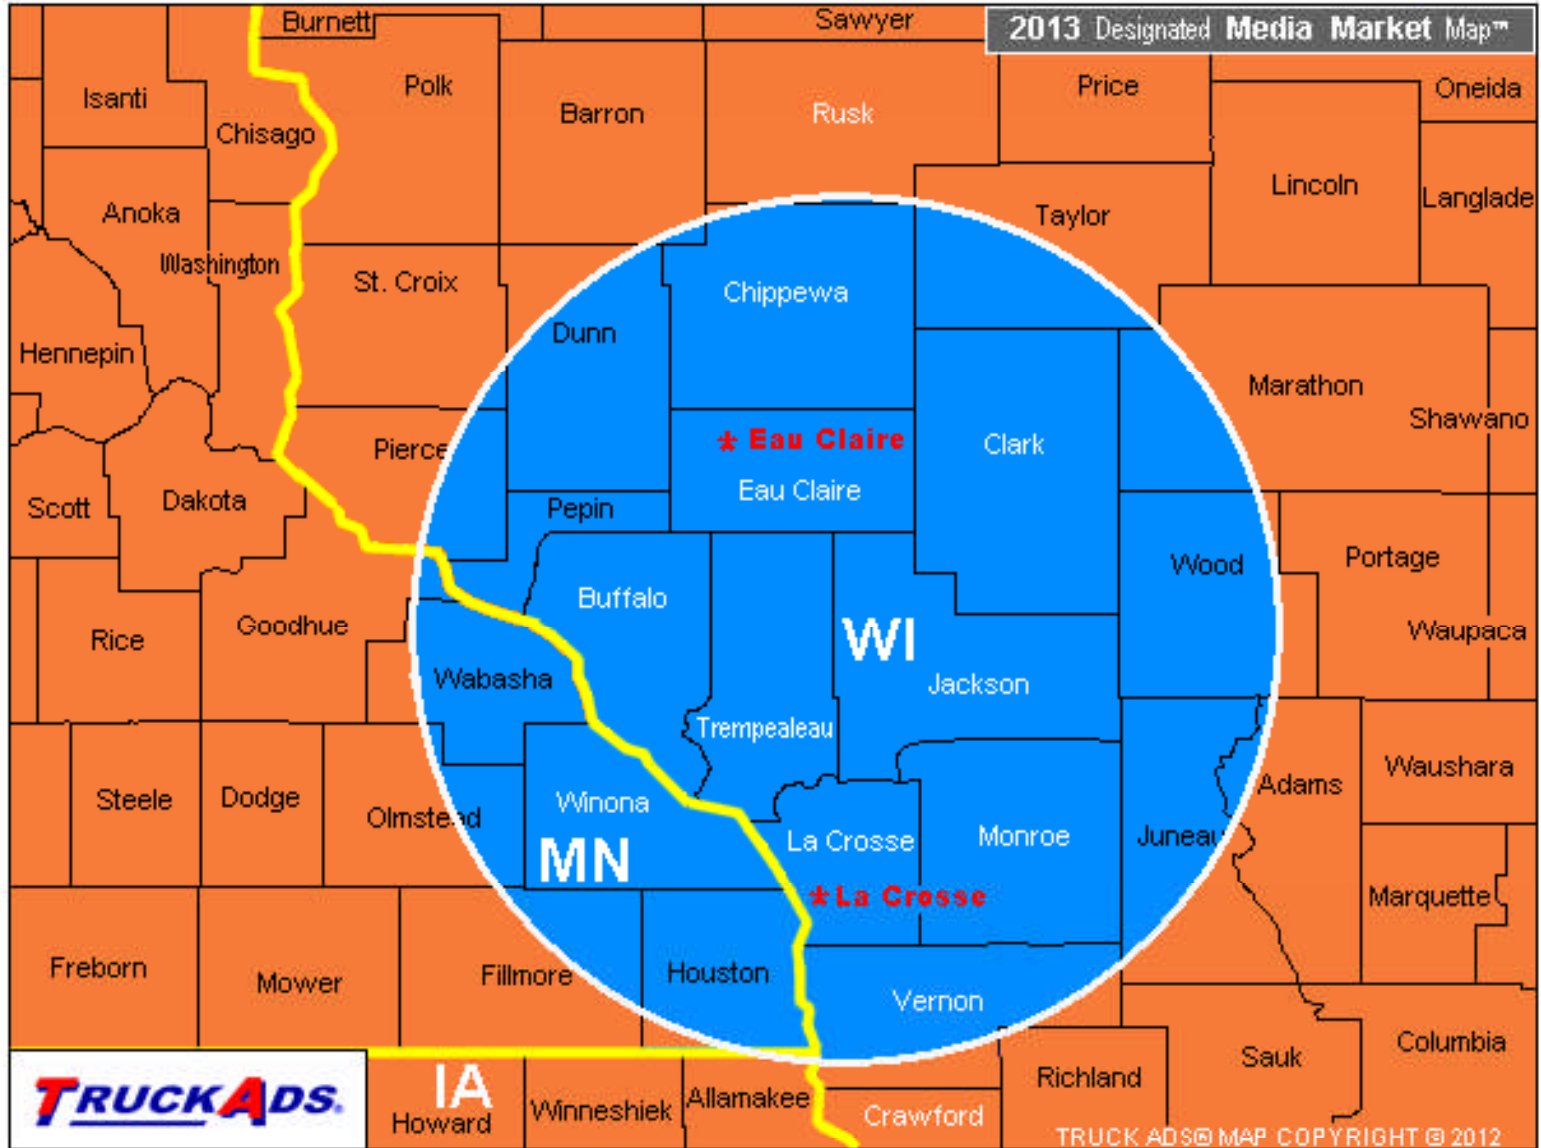 Burnett
Sawyer
2013 Designated Media Market Map™
Isanti
Polk
Barron
Rusk
Price
Oneida
Chisago
Anoka
Taylor
Lincoln
Langlade
Washington
St. Croix
Chippewa
Hennepin
Dunn
Marathon
Shawano
Pierce
* Eau Claire
Clark
Scott
Dakota
Eau Claire
Pepin
Wood
Portage
Rice
Goodhue
Buffalo
WI
Waupaca
Wabasha
Jackson
Trempealeau
Steele
Dodge
Olmstead
Winona
Adams
Waushara
MN
La Crosse
Monroe
Juneau
*La Crosse
Marquette
Freborn
Mower
Fillmore
Houston
Vernon
Columbia
Sauk
TRUCKADS.
IA
Howard
Winneshiek
Allamakee
Crawford
Richland
TRUCK ADS® MAP COPYRIGHT © 2012